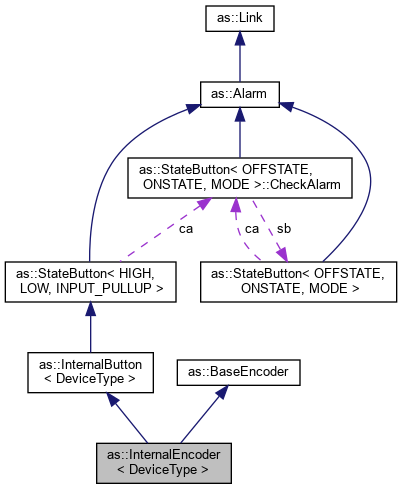 as::Link
as::Alarm
as::StateButton< OFFSTATE,
ONSTATE, MODE >::CheckAlarm
ca
ca
sb
as::StateButton< HIGH,
LOW, INPUT_PULLUP >
as::StateButton< OFFSTATE,
ONSTATE, MODE >
as::InternalButton
< DeviceType >
as::BaseEncoder
as::InternalEncoder
< DeviceType >